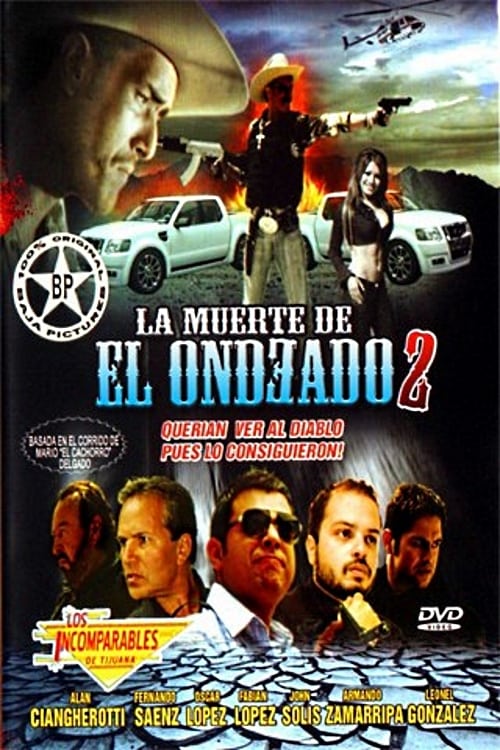 100% ORIGINAL
BP
BAJA PICTURES
LA MUERTE DE
EL ONDEADO 2
QUERIAN VER AL DIABLO
PUES LO CONSIGUIERON!
BASADA EN EL CORRIDO DE
MARIO "EL CACHORRO"
DELGADO
LOS
INCOMPARABLES
DE TIJUANA
DVD
VIDEO
ALAN FERNANDO OSCAR FABIAN JOHN ARMANDO LEONEL
CIANGHEROTTI SAENZ LOPEZ LOPEZ SOLIS ZAMARRIPA GONZALEZ